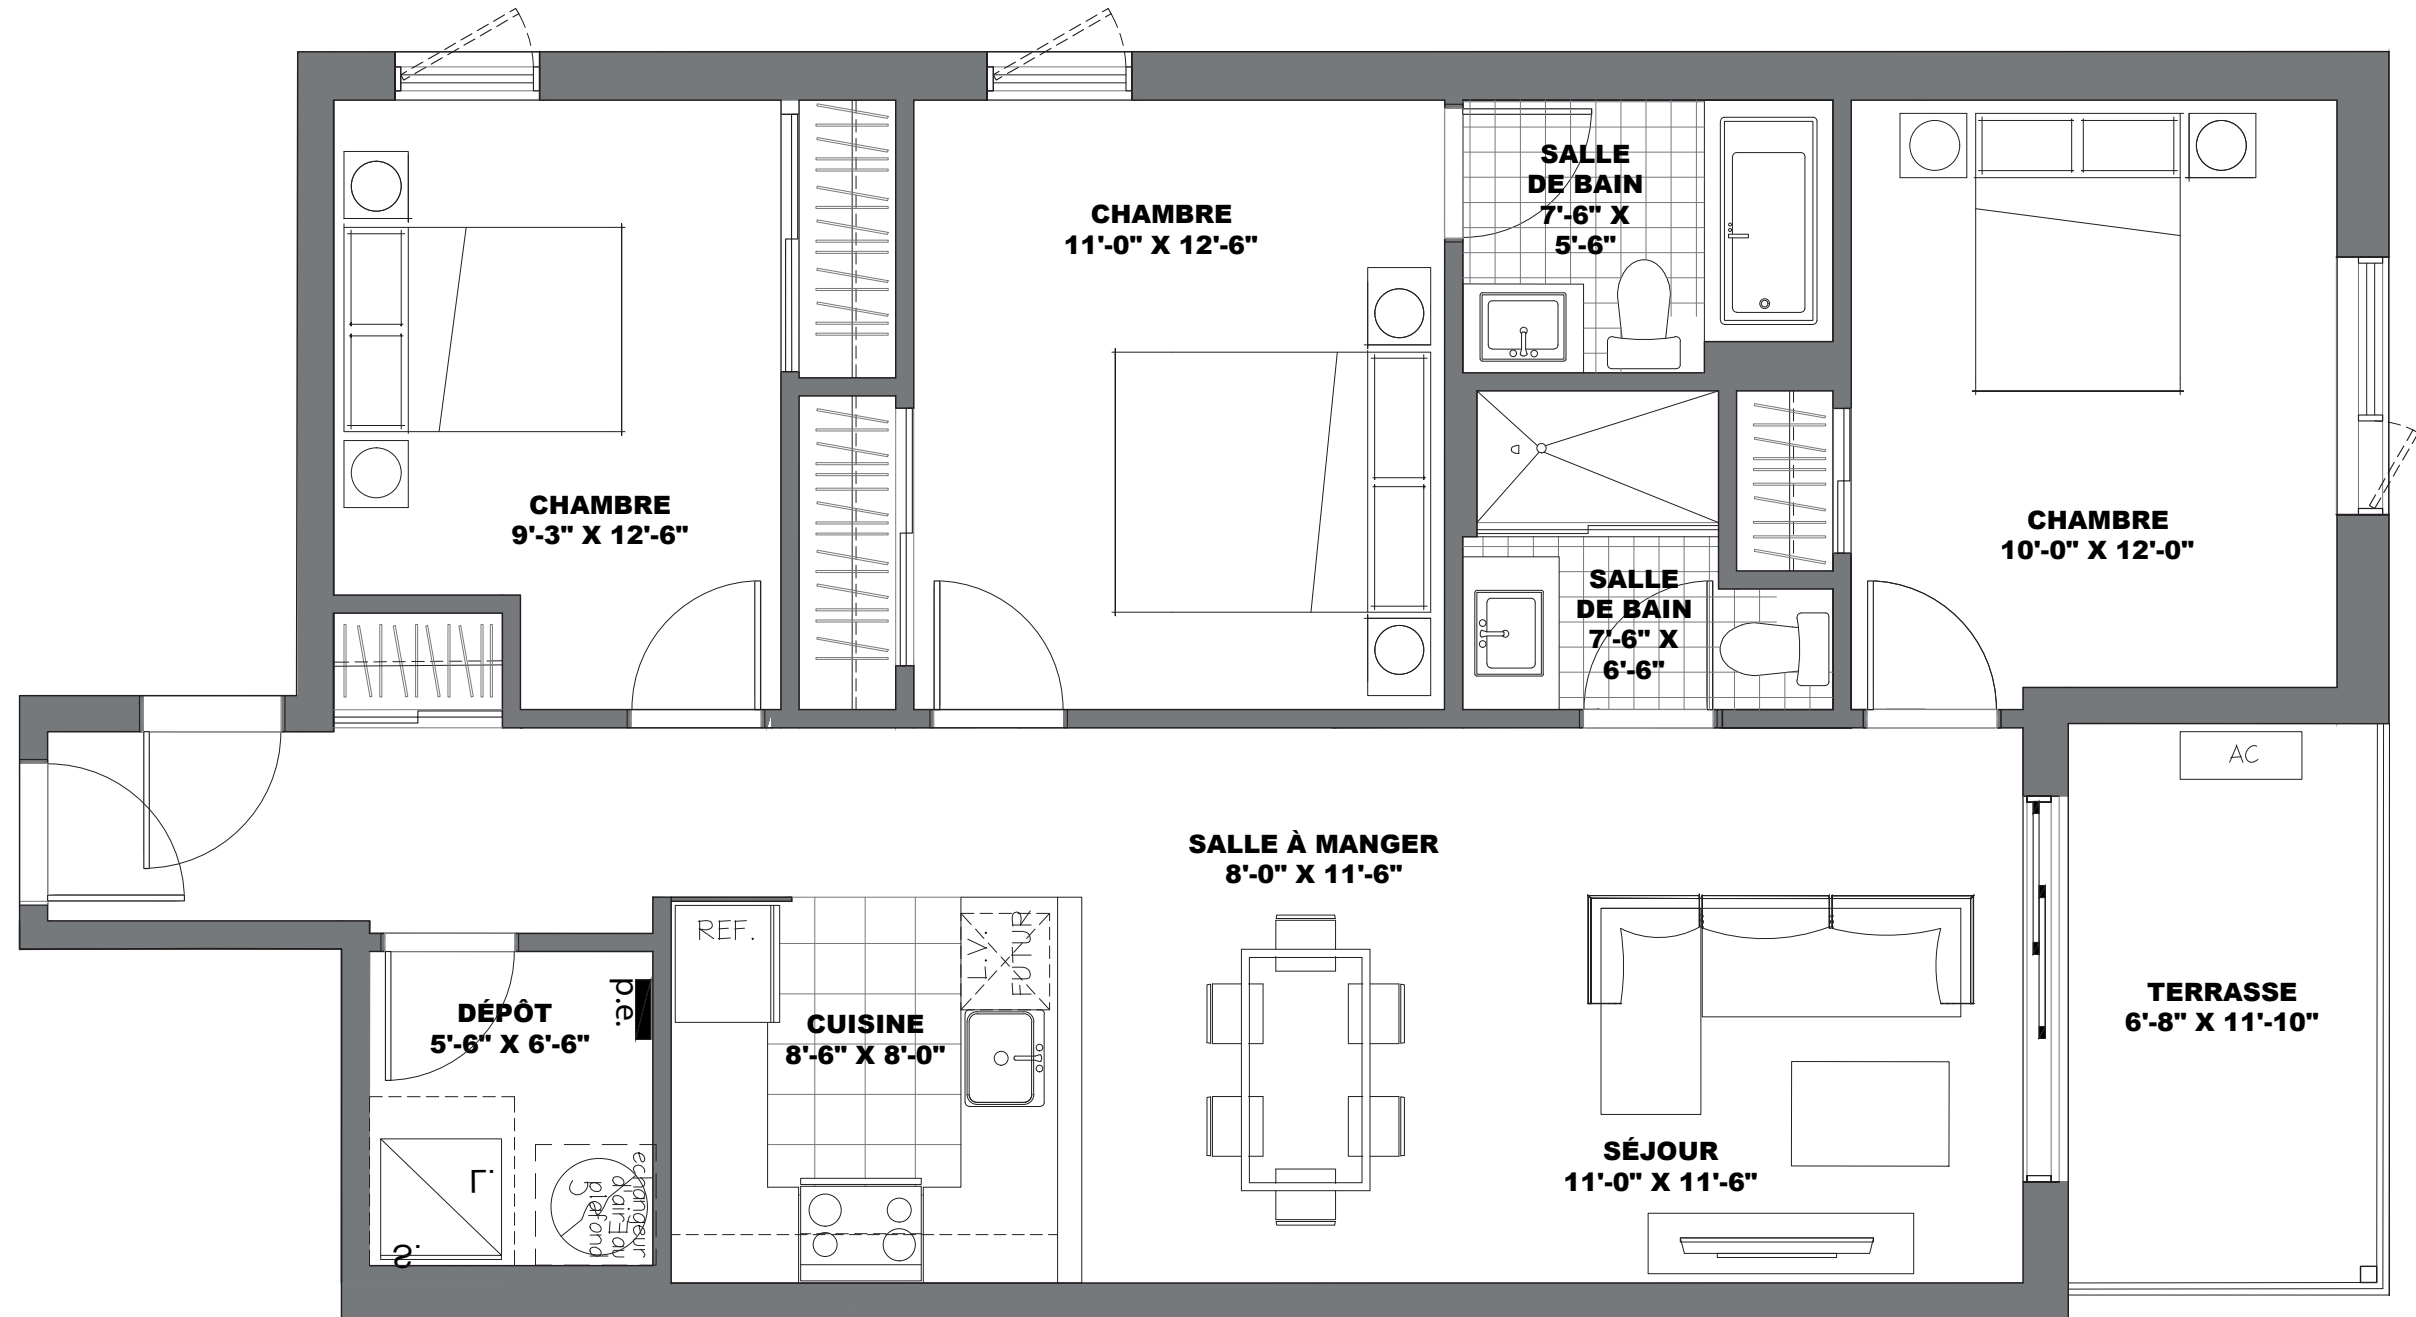 SALLE
DE BAIN
7'-6" X
5'-6"
CHAMBRE
11'-0" X 12'-6"
CHAMBRE
9'-3" X 12'-6"
CHAMBRE
10'-0" X 12'-0"
SALLE
DE BAIN
7'-6" X
6'-6"
AC
SALLE À MANGER
8'-0" X 11'-6"
REF.
L.V.
FUTUR
p.e.
DÉPÔT
5'-6" X 6'-6"
CUISINE
8'-6" X 8'-0"
TERRASSE
6'-8" X 11'-10"
SÉJOUR
11'-0" X 11'-6"
L.
S.
echangeur
d'air au
plafond